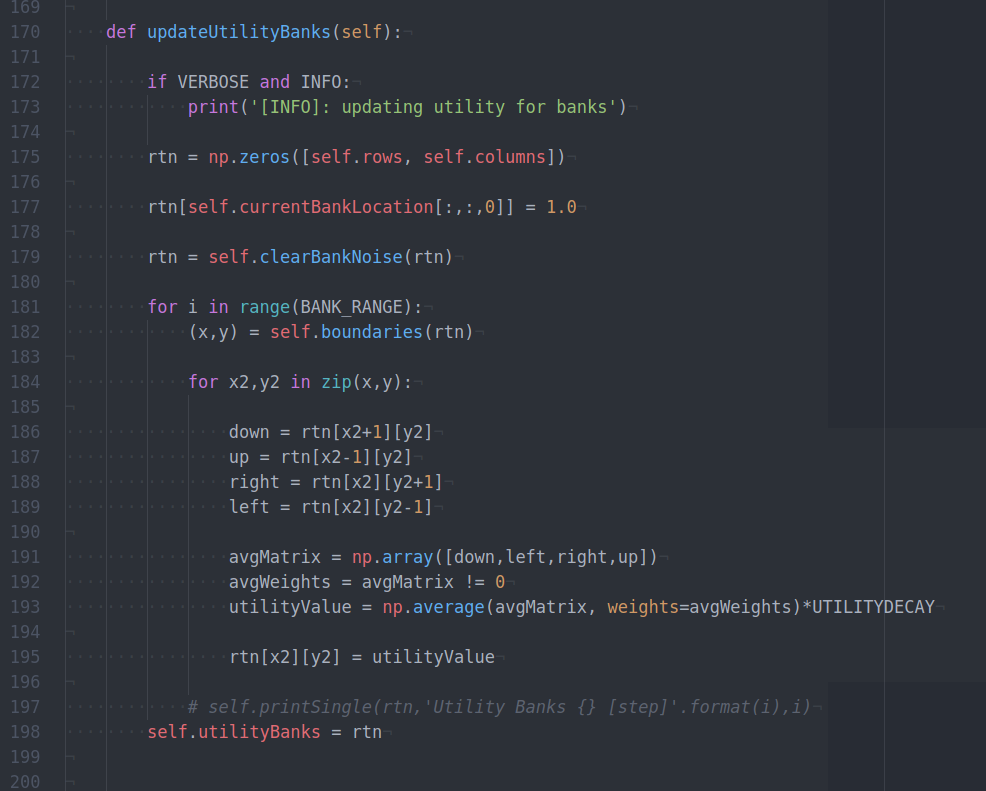 169
170 def updateUtilityBanks(self):
171
172 if VERBOSE and INFO:
173 print('[INFO]: updating utility for banks')
174
175 rtn = np.zeros([self.rows, self.columns])
176
177 rtn[self.currentBankLocation[:,:,0]] = 1.0
178
179 rtn = self.clearBankNoise(rtn)
180
181 for i in range(BANK_RANGE):
182 (x,y) = self.boundaries(rtn)
183
184 for x2,y2 in zip(x,y):
185
186 down = rtn[x2+1][y2]
187 up = rtn[x2-1][y2]
188 right = rtn[x2][y2+1]
189 left = rtn[x2][y2-1]
190
191 avgMatrix = np.array([down,left,right,up])
192 avgWeights = avgMatrix != 0
193 utilityValue = np.average(avgMatrix, weights=avgWeights)*UTILITYDECAY
194
195 rtn[x2][y2] = utilityValue
196
197 # self.printSingle(rtn,'Utility Banks {} [step]'.format(i),i)
198 self.utilityBanks = rtn
199
200